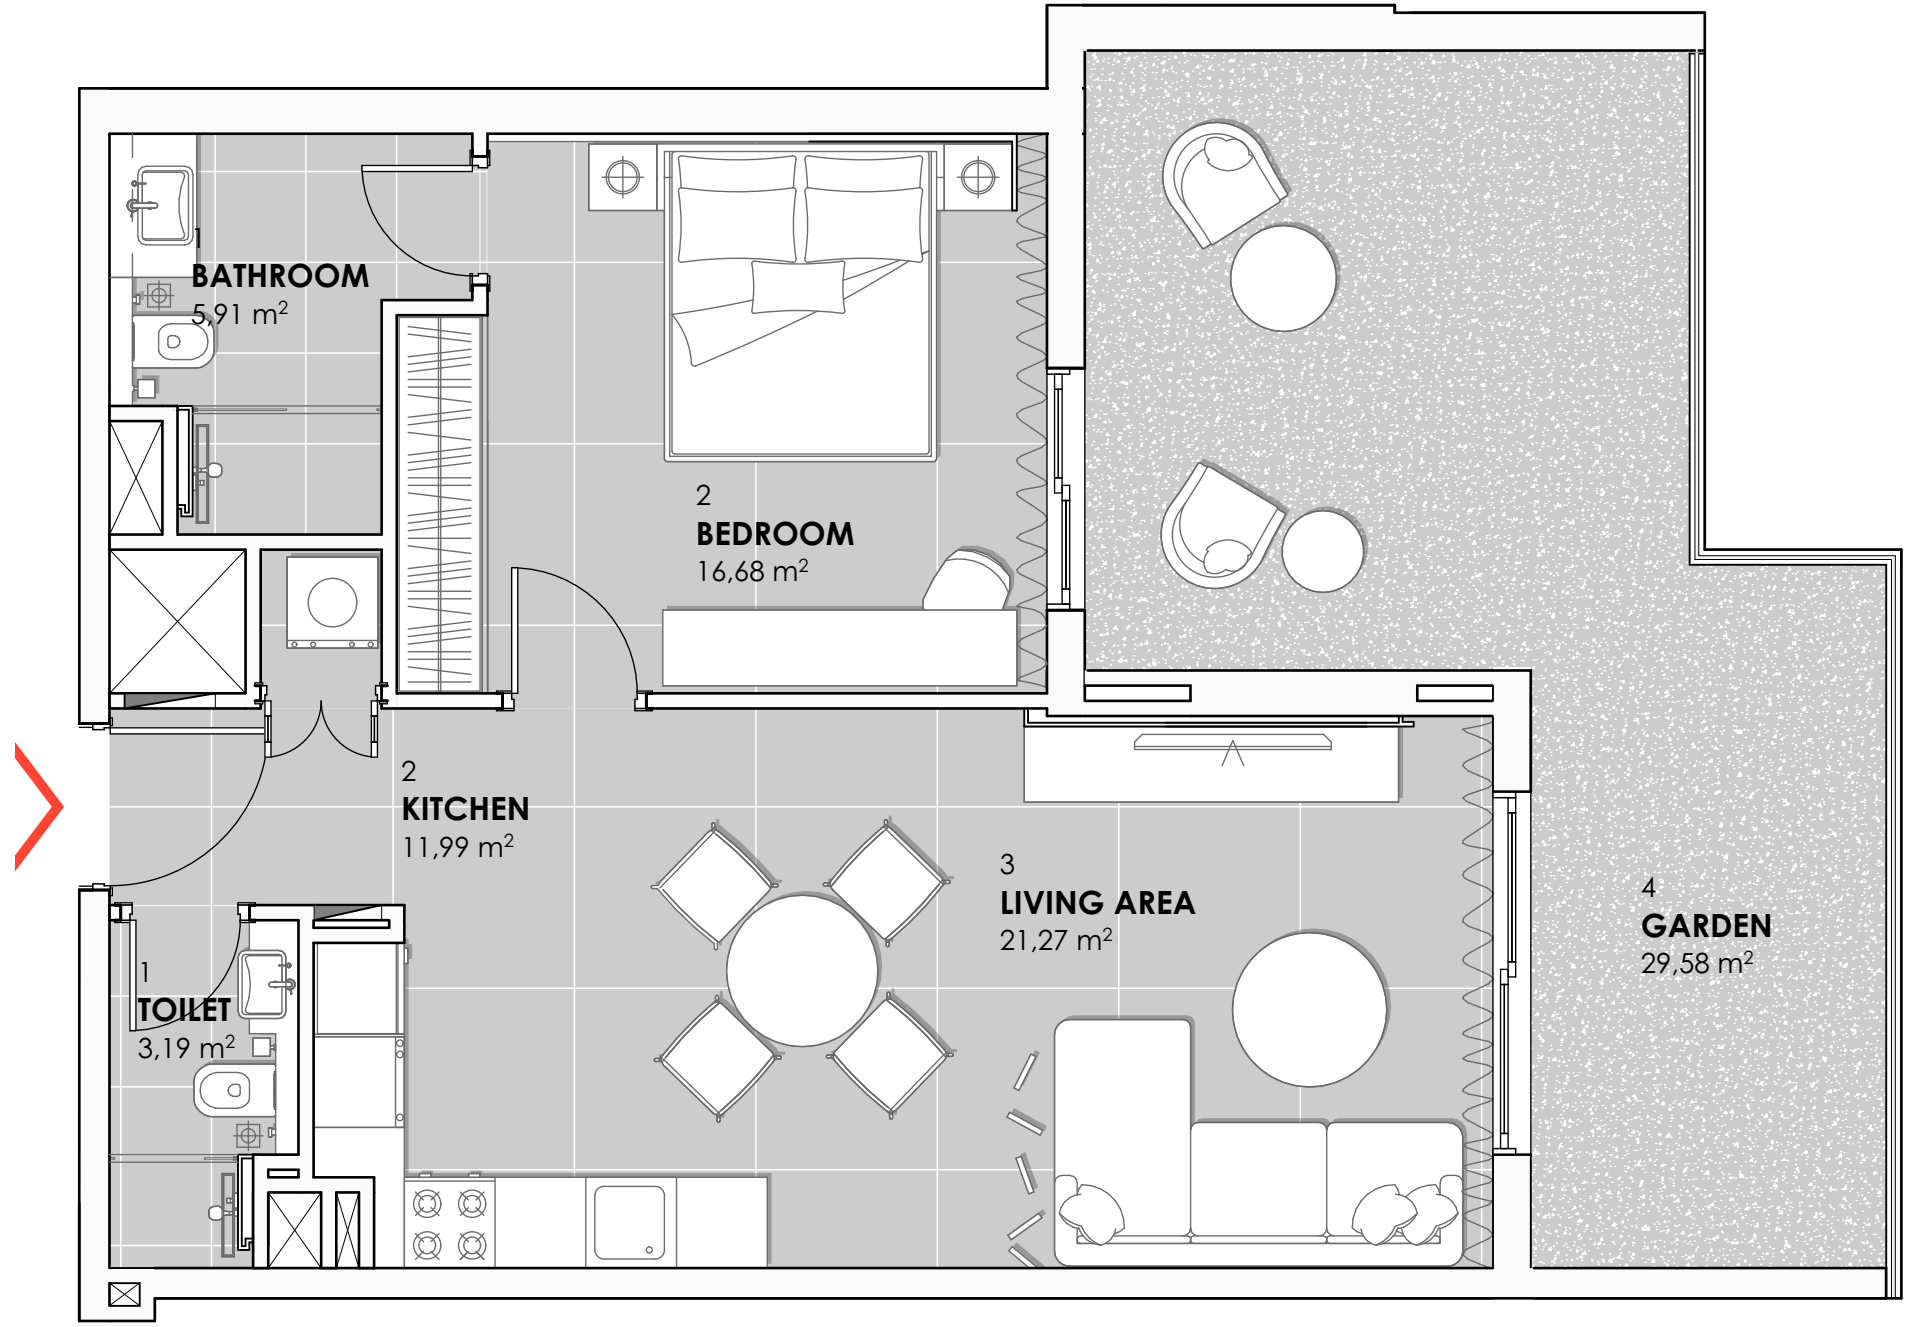 BATHROOM
5,91 m²
2
BEDROOM
16,68 m²
2
KITCHEN
11,99 m²
3
LIVING AREA
21,27 m²
4
GARDEN
29,58 m²
1
TOILET
3,19 m²